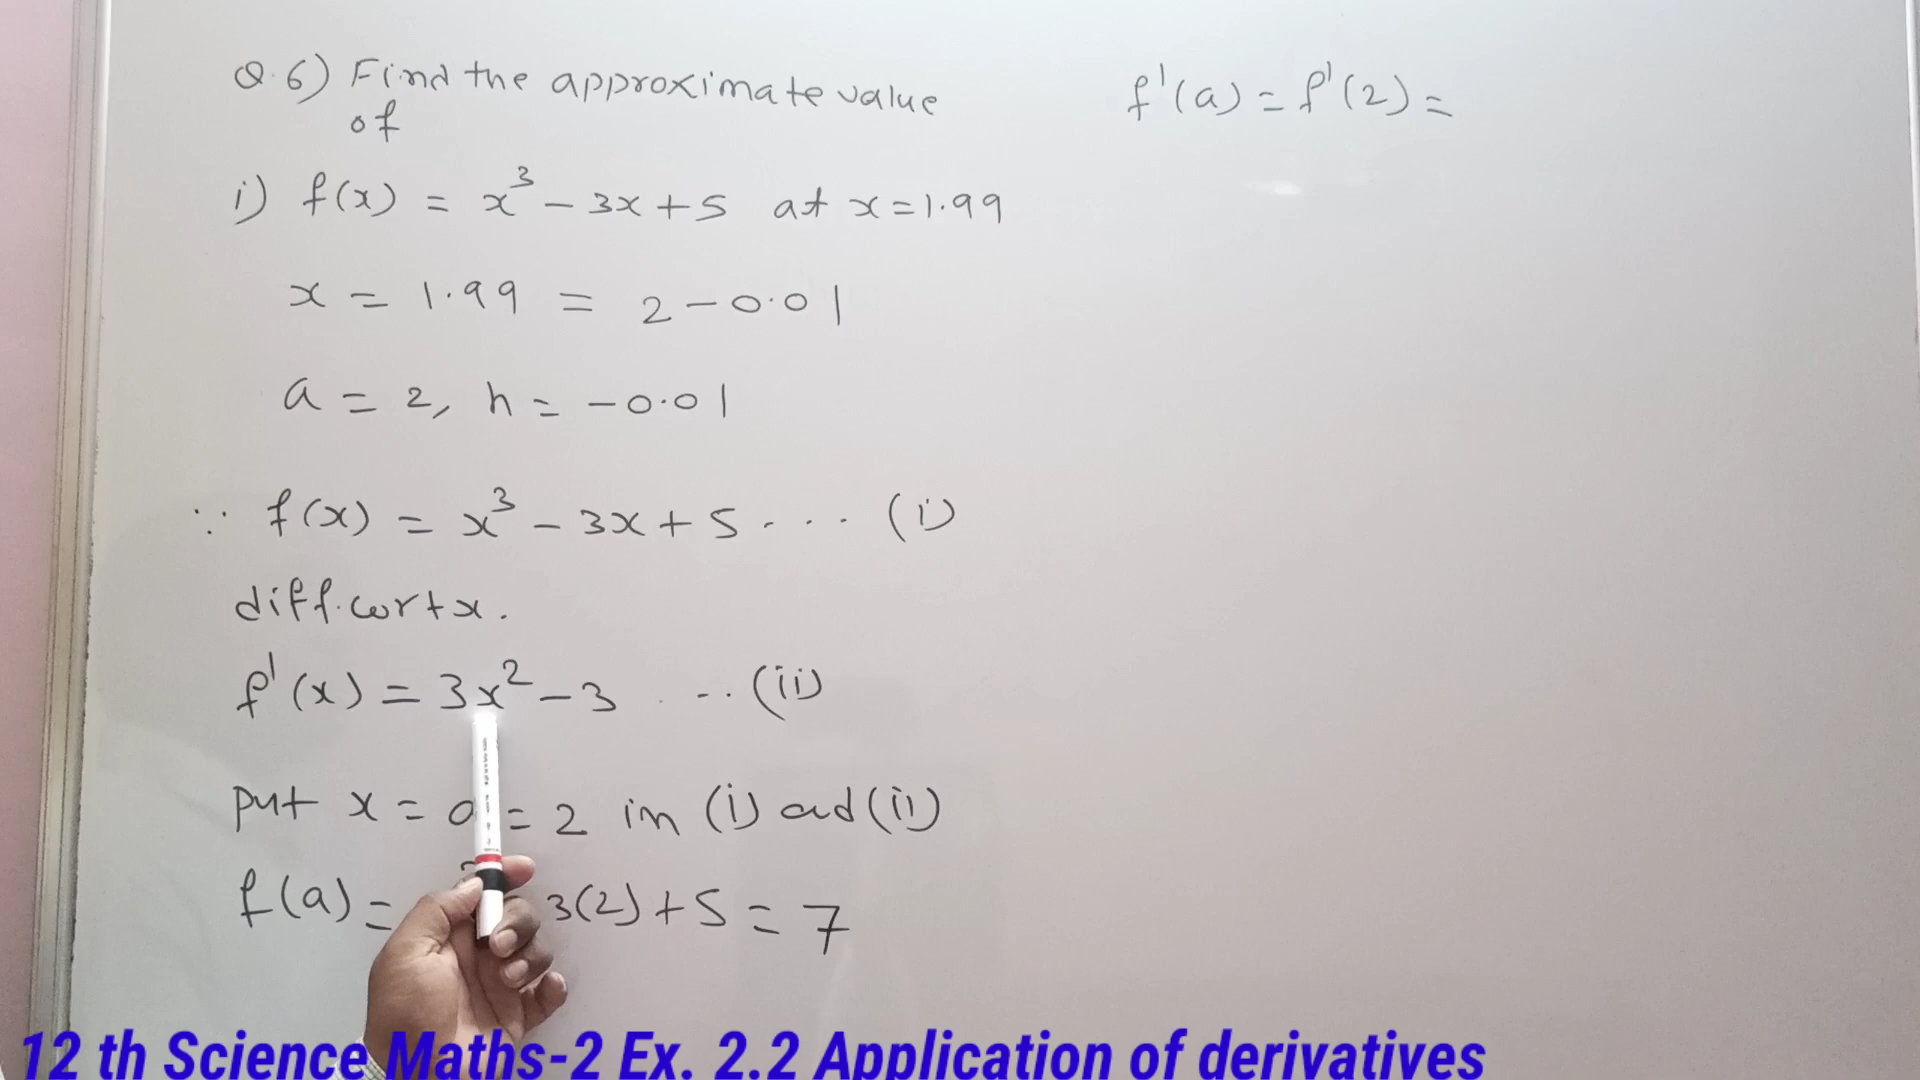 Q.6) Find the approximate value
of
i) f(x) = x³ - 3x + 5 at x = 1.99
x = 1.99 = 2 - 0.01
a = 2, h = -0.01
∵ f(x) = x³ - 3x + 5 .... (i)
diff. w r t x.
f'(x) = 3x² - 3 ... (ii)
put x = = 2 in (i) ad (ii)
f(a) = 3(2) + 5 = 7
f'(a) = f'(2) =
12 th Science Maths-2 Ex. 2.2 Application of derivatives